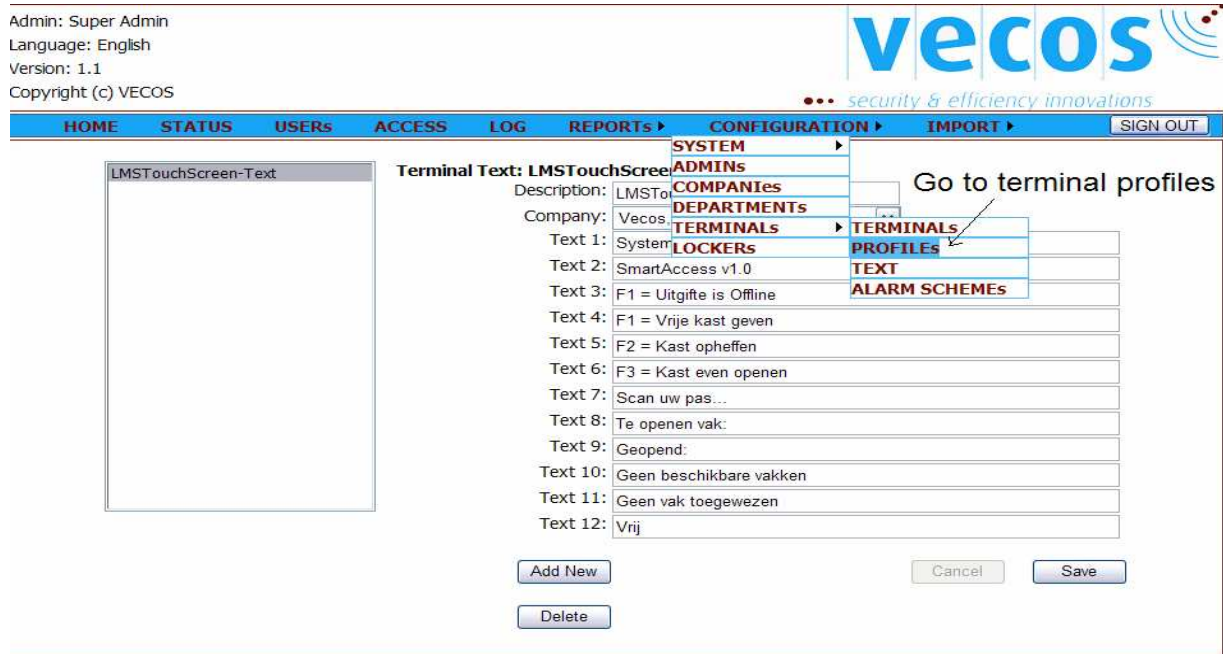 Admin: Super Admin
Language: English
Version: 1.1
Copyright (c) VECOS
vecos
security & efficiency innovations
HOME STATUS USERs ACCESS LOG REPORTs CONFIGURATION IMPORT SIGN OUT
SYSTEM
ADMINs
COMPANIes
DEPARTMENTs
TERMINALs
LOCKERs
TERMINALs
PROFILEs
TEXT
ALARM SCHEMEs
Go to terminal profiles
LMSTouchScreen-Text
Terminal Text: LMSTouchScreen
Description: LMSTou
Company: Vecos,
Text 1: System
Text 2: SmartAccess v1.0
Text 3: F1 = Uitgifte is Offline
Text 4: F1 = Vrije kast geven
Text 5: F2 = Kast opheffen
Text 6: F3 = Kast even openen
Text 7: Scan uw pas...
Text 8: Te openen vak:
Text 9: Geopend:
Text 10: Geen beschikbare vakken
Text 11: Geen vak toegewezen
Text 12: Vrij
Add New Cancel Save
Delete